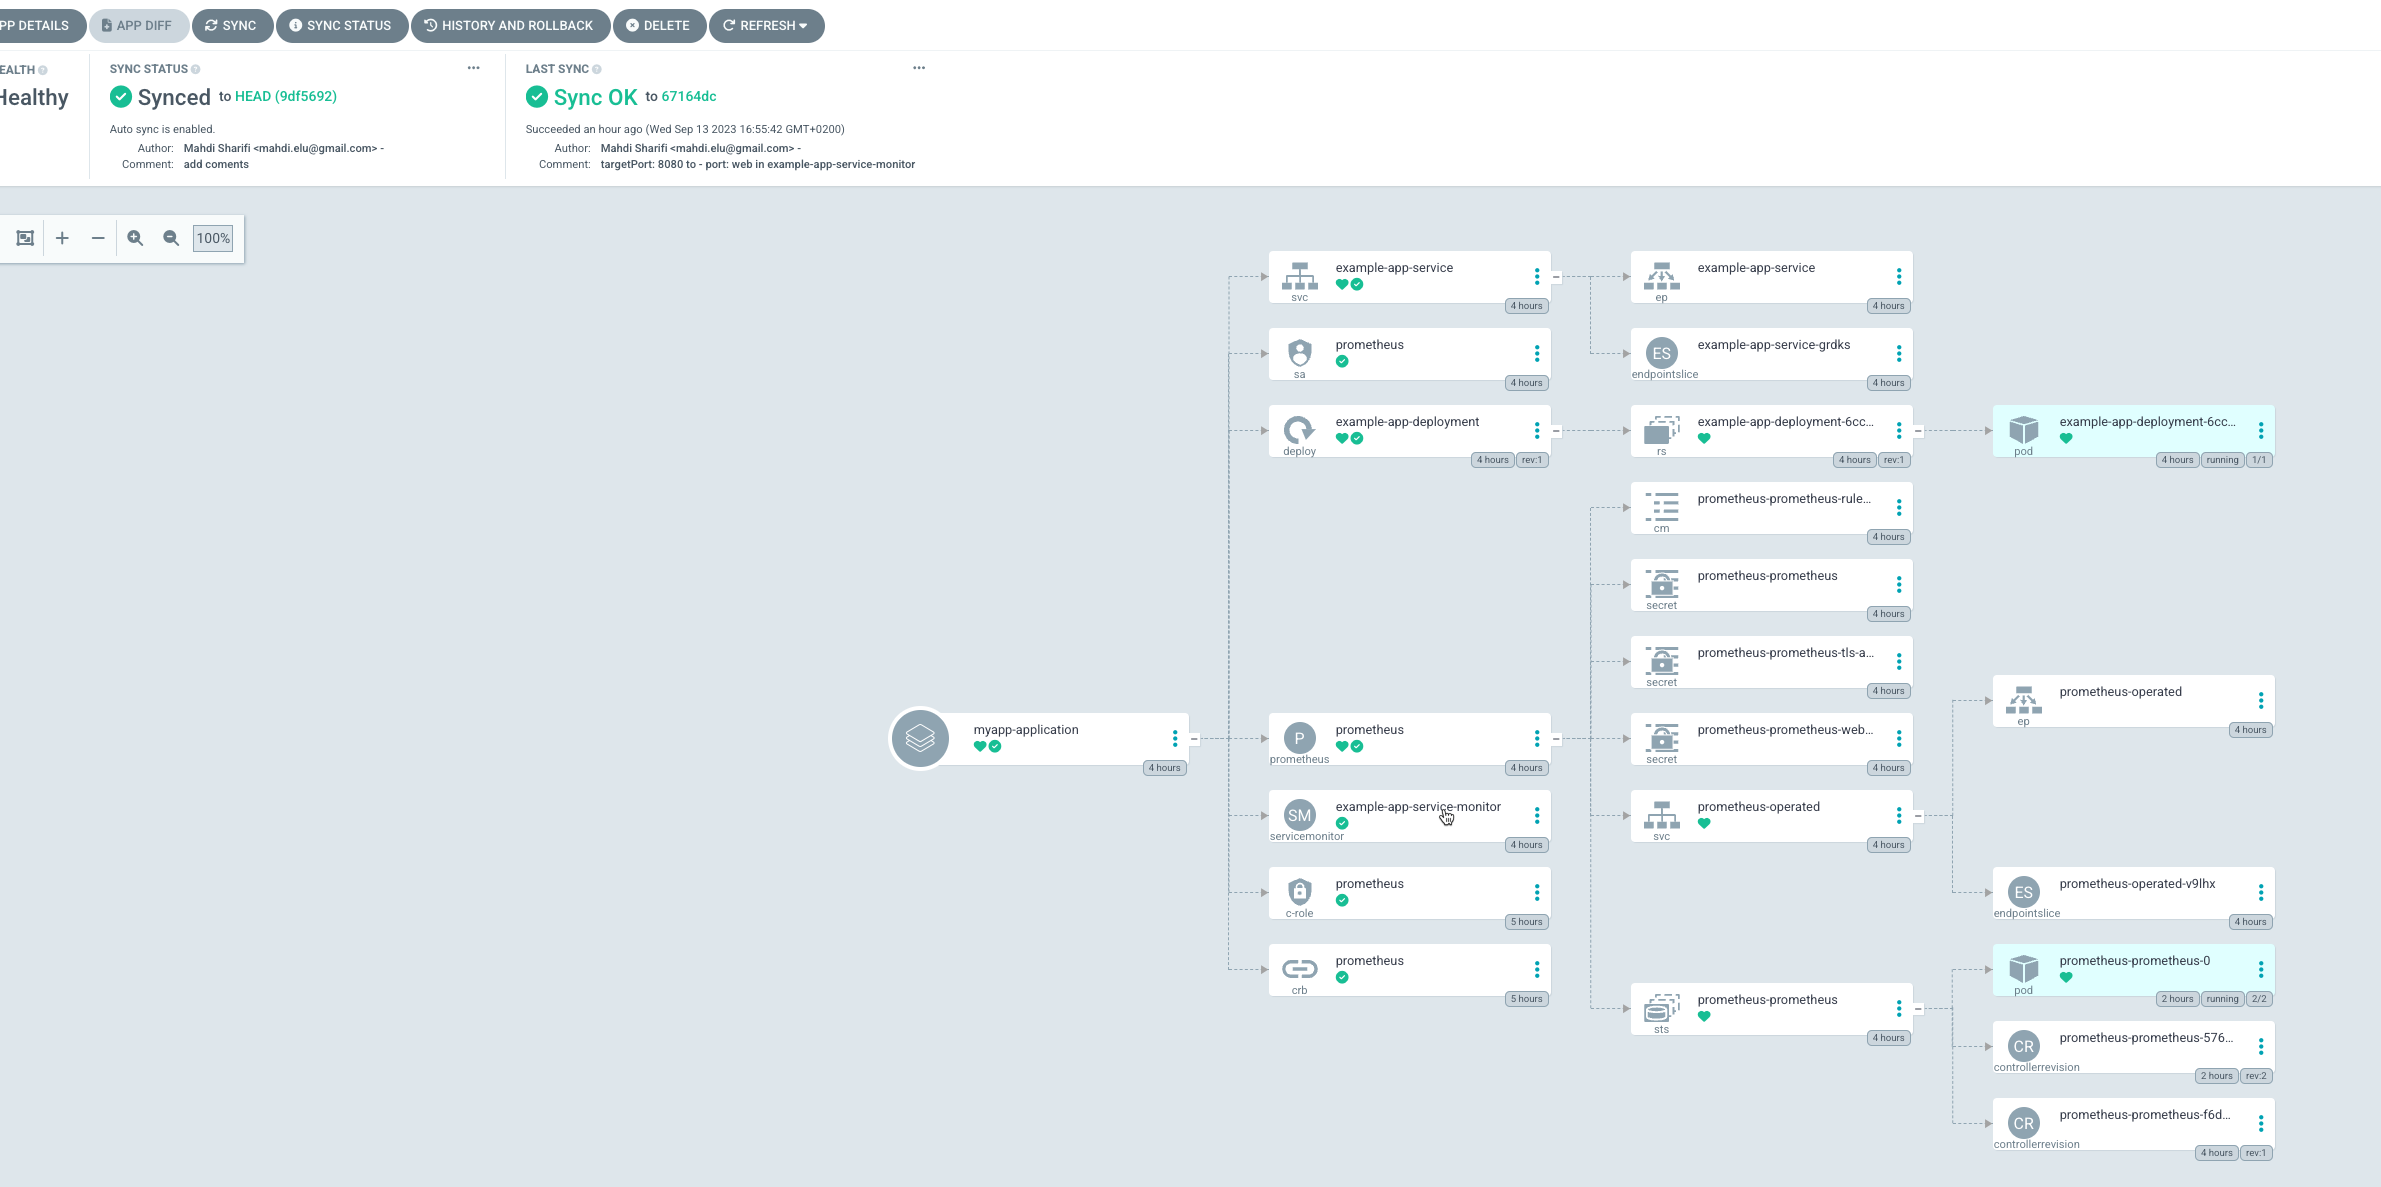 PP DETAILS
APP DIFF
SYNC
SYNC STATUS
HISTORY AND ROLLBACK
DELETE
REFRESH
EALTH
Healthy
SYNC STATUS
Synced to HEAD (9df5692)
Auto sync is enabled.
Author: Mahdi Sharifi <mahdi.elu@gmail.com> -
Comment: add coments
LAST SYNC
Sync OK to 67164dc
Succeeded an hour ago (Wed Sep 13 2023 16:55:42 GMT+0200)
Author: Mahdi Sharifi <mahdi.elu@gmail.com> -
Comment: targetPort: 8080 to - port: web in example-app-service-monitor
100%
myapp-application
4 hours
example-app-service
svc
4 hours
prometheus
sa
4 hours
example-app-deployment
deploy
4 hours rev:1
P
prometheus
prometheus
4 hours
SM
example-app-service-monitor
servicemonitor
4 hours
prometheus
c-role
5 hours
prometheus
crb
5 hours
example-app-service
ep
4 hours
ES
example-app-service-grdks
endpointslice
4 hours
example-app-deployment-6cc...
rs
4 hours rev:1
prometheus-prometheus-rule...
cm
4 hours
prometheus-prometheus
secret
4 hours
prometheus-prometheus-tls-a...
secret
4 hours
prometheus-prometheus-web...
secret
4 hours
prometheus-operated
svc
4 hours
prometheus-prometheus
sts
4 hours
example-app-deployment-6cc...
pod
4 hours running 1/1
prometheus-operated
ep
4 hours
ES
prometheus-operated-v9lhx
endpointslice
4 hours
prometheus-prometheus-0
pod
2 hours running 2/2
CR
prometheus-prometheus-576...
controllerrevision
2 hours rev:2
CR
prometheus-prometheus-f6d...
controllerrevision
4 hours rev:1